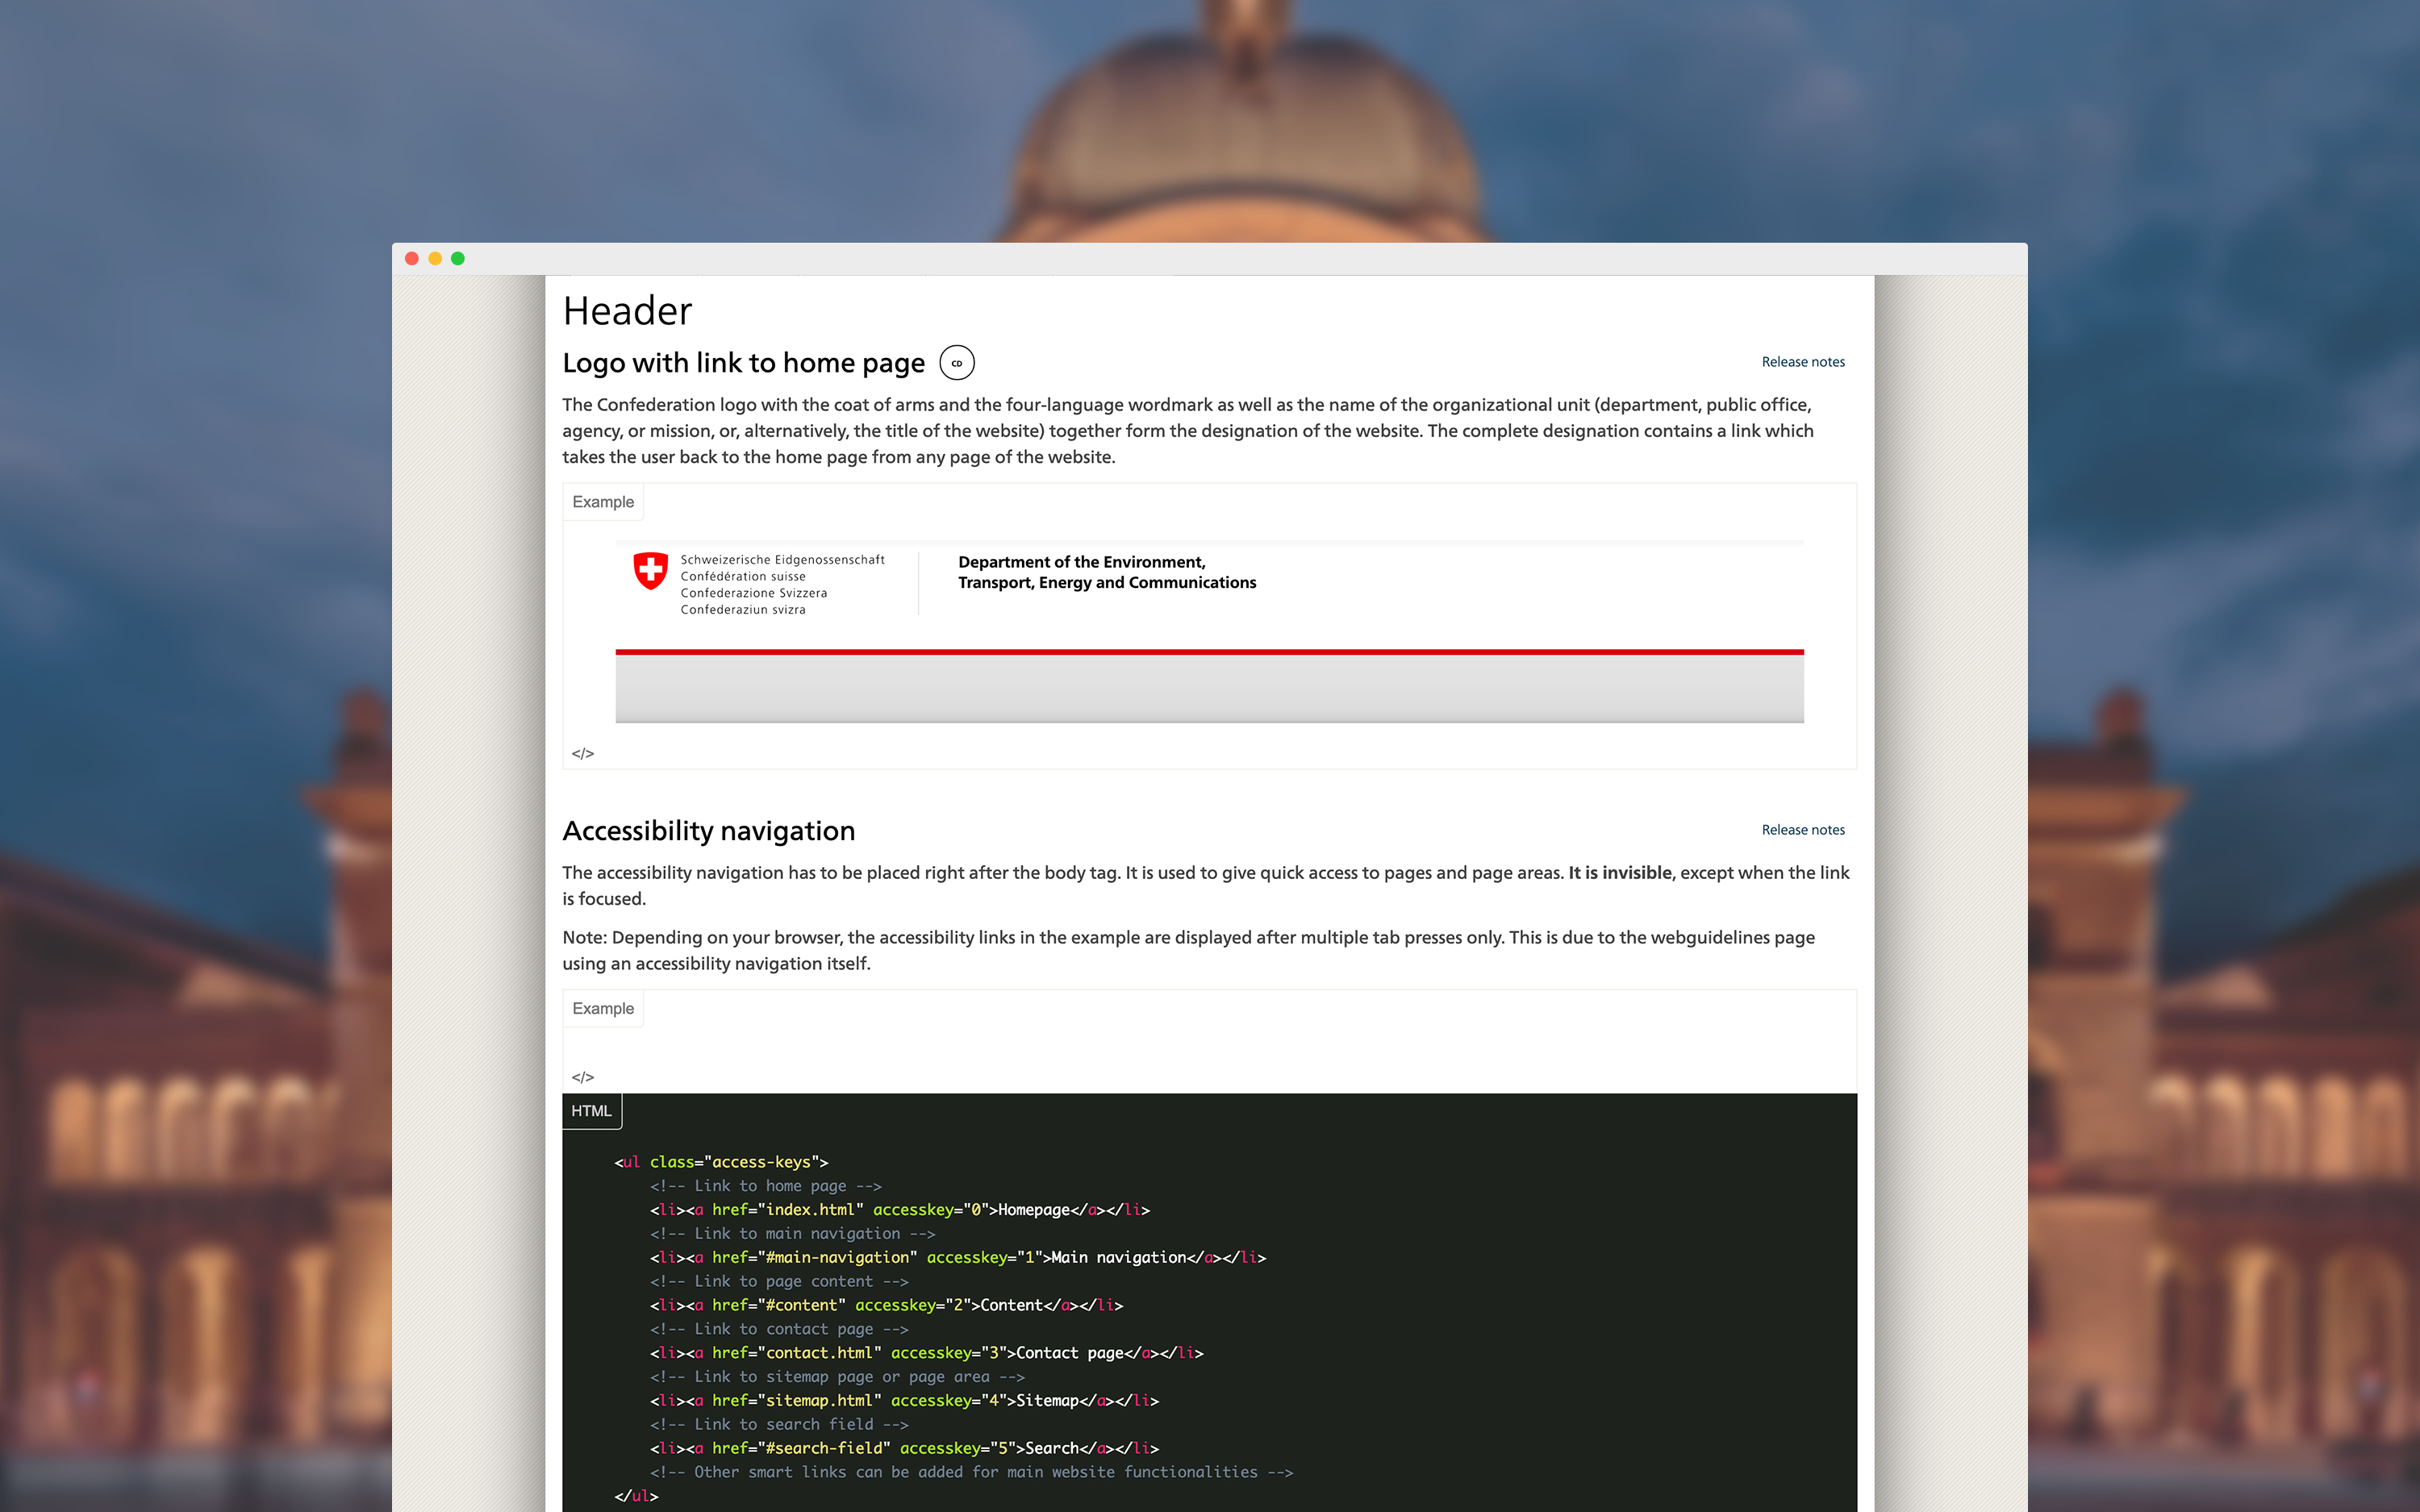 Header
Logo with link to home page CD Release notes
The Confederation logo with the coat of arms and the four-language wordmark as well as the name of the organizational unit (department, public office,
agency, or mission, or, alternatively, the title of the website) together form the designation of the website. The complete designation contains a link which
takes the user back to the home page from any page of the website.
Example
Schweizerische Eidgenossenschaft
Confédération suisse
Confederazione Svizzera
Confederaziun svizra
Department of the Environment,
Transport, Energy and Communications
</>
Accessibility navigation Release notes
The accessibility navigation has to be placed right after the body tag. It is used to give quick access to pages and page areas. It is invisible, except when the link
is focused.
Note: Depending on your browser, the accessibility links in the example are displayed after multiple tab presses only. This is due to the webguidelines page
using an accessibility navigation itself.
Example
</>
HTML
<ul class="access-keys">
<!-- Link to home page -->
<li><a href="index.html" accesskey="0">Homepage</a></li>
<!-- Link to main navigation -->
<li><a href="#main-navigation" accesskey="1">Main navigation</a></li>
<!-- Link to page content -->
<li><a href="#content" accesskey="2">Content</a></li>
<!-- Link to contact page -->
<li><a href="contact.html" accesskey="3">Contact page</a></li>
<!-- Link to sitemap page or page area -->
<li><a href="sitemap.html" accesskey="4">Sitemap</a></li>
<!-- Link to search field -->
<li><a href="#search-field" accesskey="5">Search</a></li>
<!-- Other smart links can be added for main website functionalities -->
</ul>